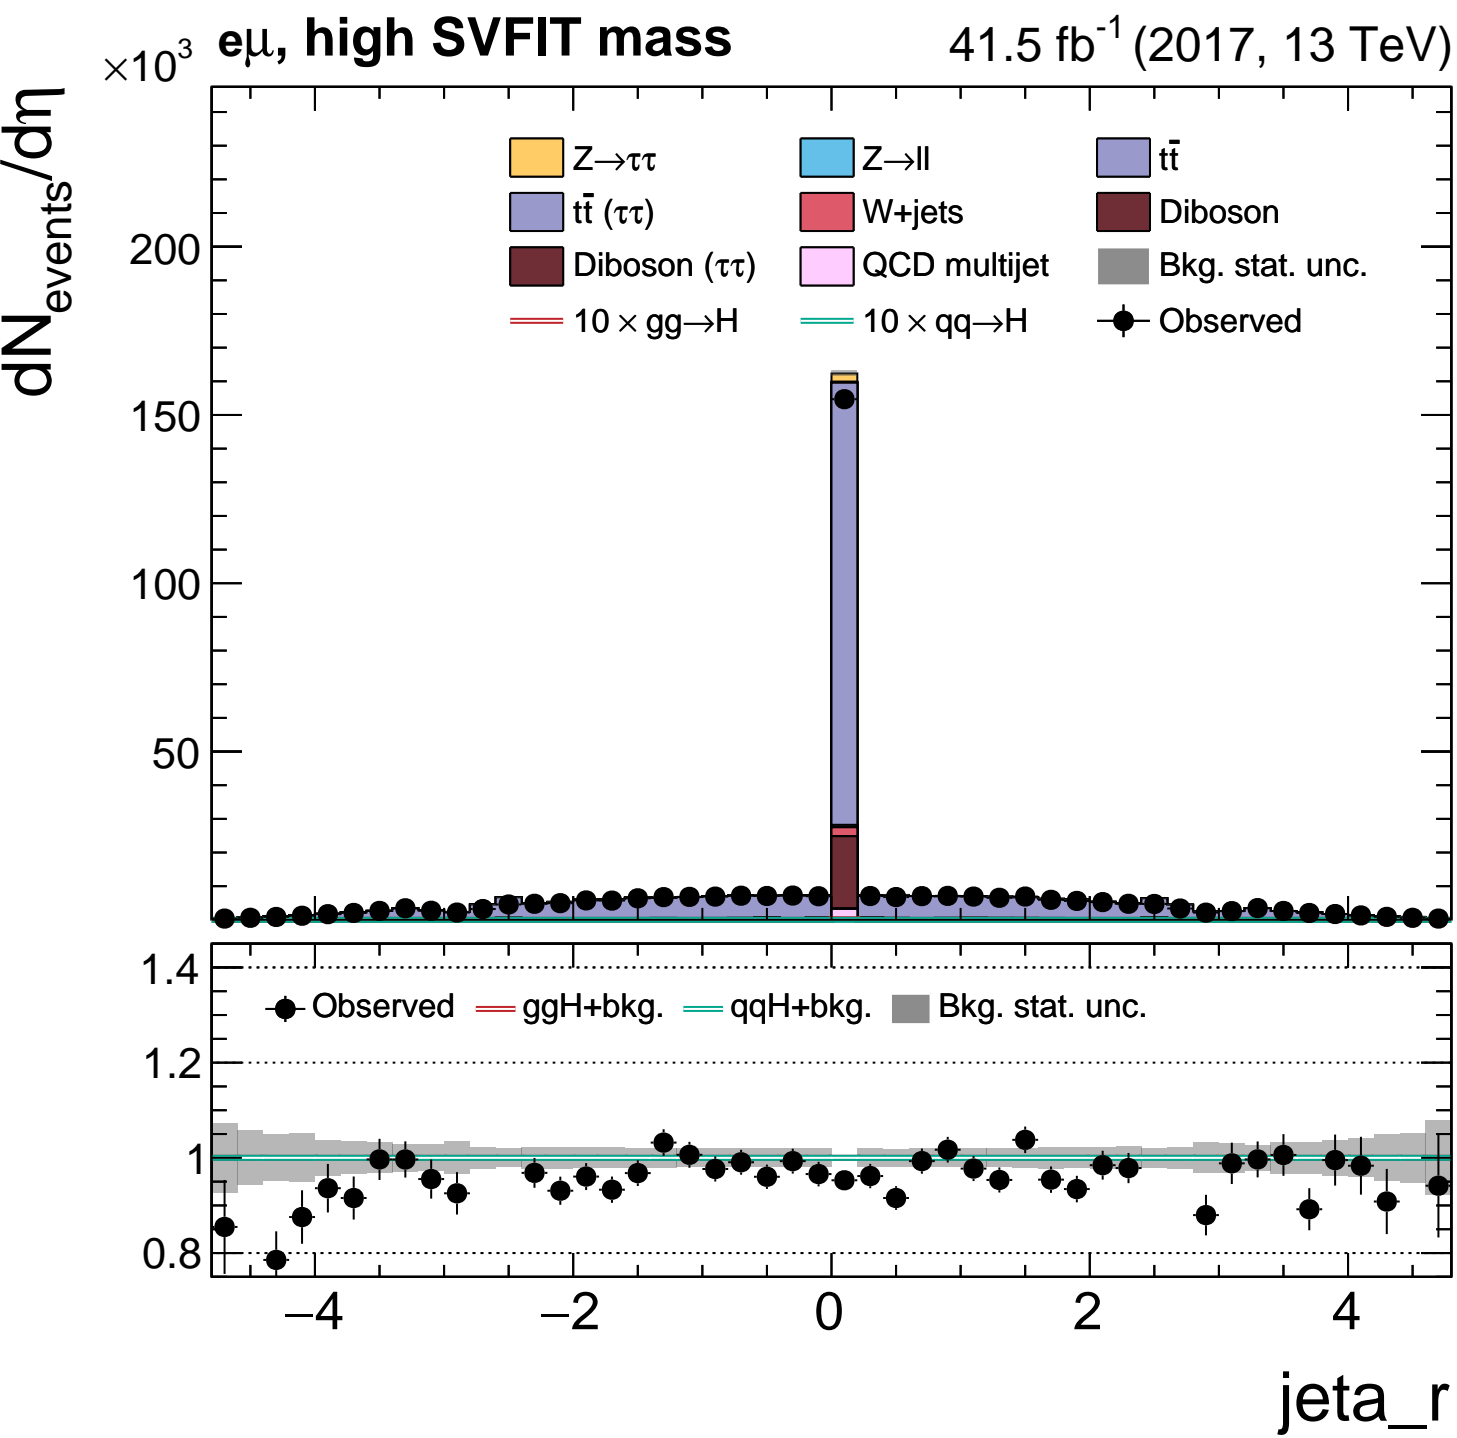 ×10³ eμ, high SVFIT mass 41.5 fb⁻¹ (2017, 13 TeV)
dN_events/dη
Z→ττ Z→ll tt̄
tt̄ (ττ) W+jets Diboson
Diboson (ττ) QCD multijet Bkg. stat. unc.
10 × gg→H 10 × qq→H Observed
200
150
100
50
1.4
Observed ggH+bkg. qqH+bkg. Bkg. stat. unc.
1.2
1
0.8
−4 −2 0 2 4
jeta_r